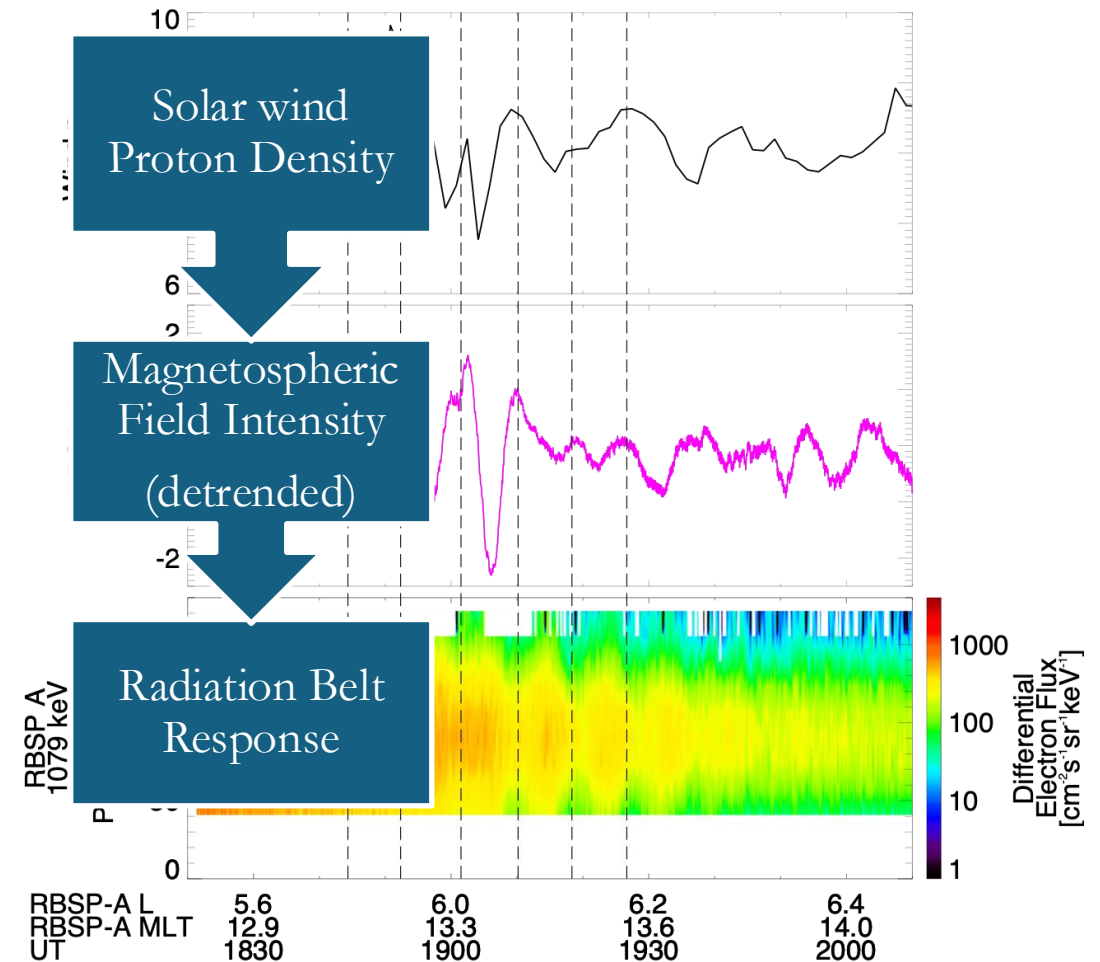 10
Solar wind
Proton Density
6
2
Magnetospheric
Field Intensity
(detrended)
-2
Radiation Belt
Response
RBSP A
1079 keV
P
0
1000
100
10
1
Differential
Electron Flux
[cm⁻²s⁻¹sr⁻¹keV⁻¹]
RBSP-A L 5.6 6.0 6.2 6.4
RBSP-A MLT 12.9 13.3 13.6 14.0
UT 1830 1900 1930 2000